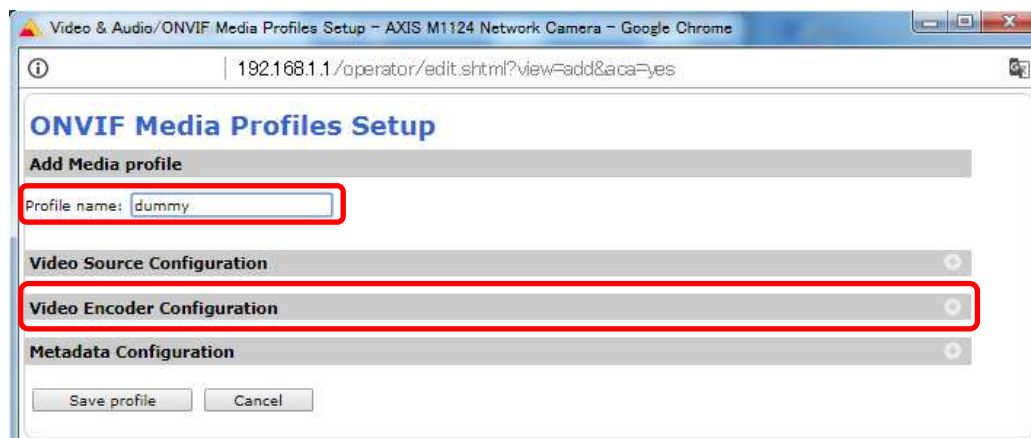 Video & Audio/ONVIF Media Profiles Setup - AXIS M1124 Network Camera - Google Chrome
192.168.1.1/operator/edit.shtml?view=add&aca=yes
ONVIF Media Profiles Setup
Add Media profile
Profile name: dummy
Video Source Configuration
Video Encoder Configuration
Metadata Configuration
Save profile Cancel